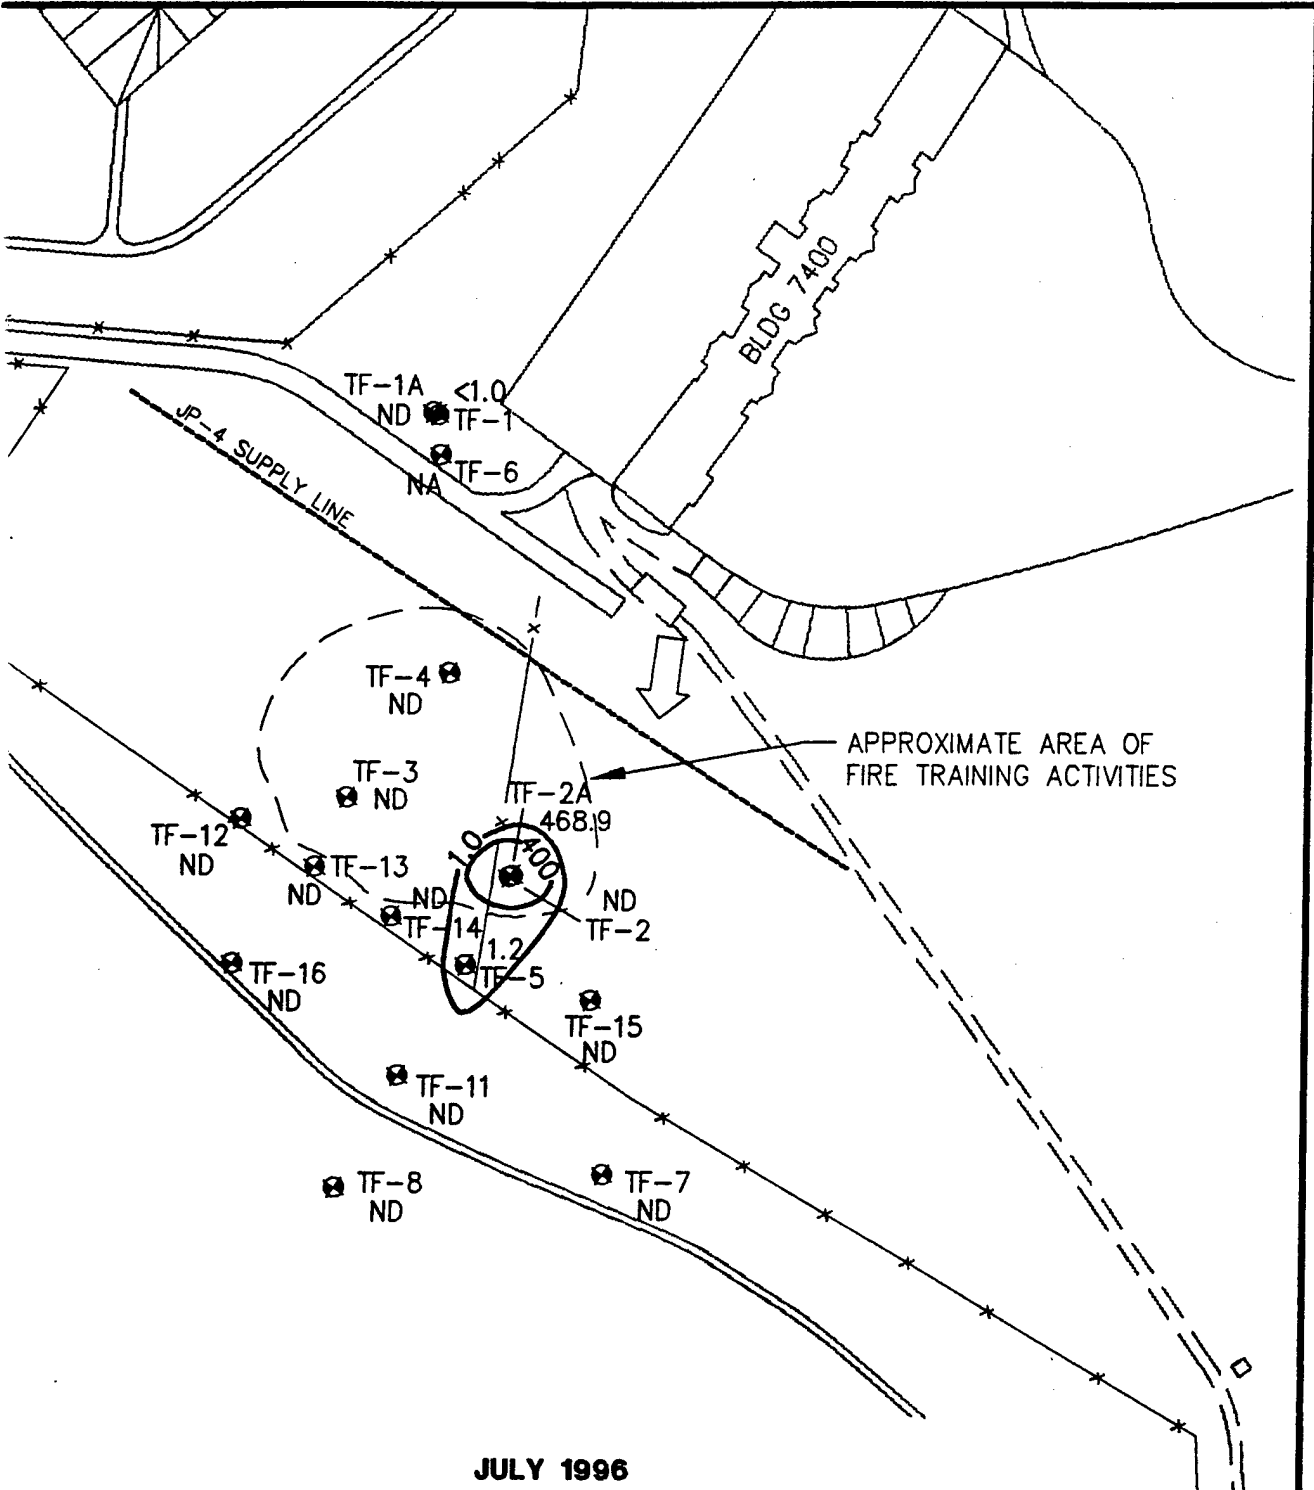 BLDG 7400
TF-1A
ND
<1.0
TF-1
TF-6
NA
JP-4 SUPPLY LINE
TF-4
ND
APPROXIMATE AREA OF
FIRE TRAINING ACTIVITIES
TF-3
ND
TF-2A
468.9
1.0
400
TF-12
ND
TF-13
ND
ND
TF-14
ND
TF-2
1.2
TF-5
TF-16
ND
TF-15
ND
TF-11
ND
TF-8
ND
TF-7
ND
JULY 1996